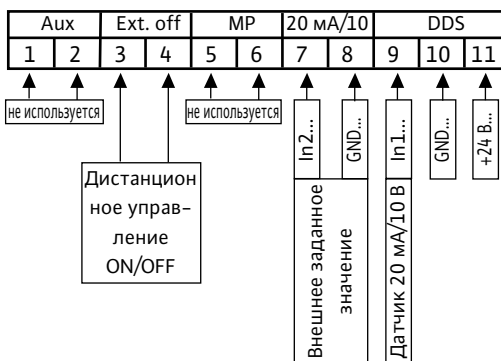 Aux Ext. off MP 20 мА/10 DDS
1 2 3 4 5 6 7 8 9 10 11
не используется
не используется
In2...
GND...
In1...
GND...
+24 В...
Дистанцион
ное управ-
ление
ON/OFF
Внешнее заданное
значение
Датчик 20 мА/10 В